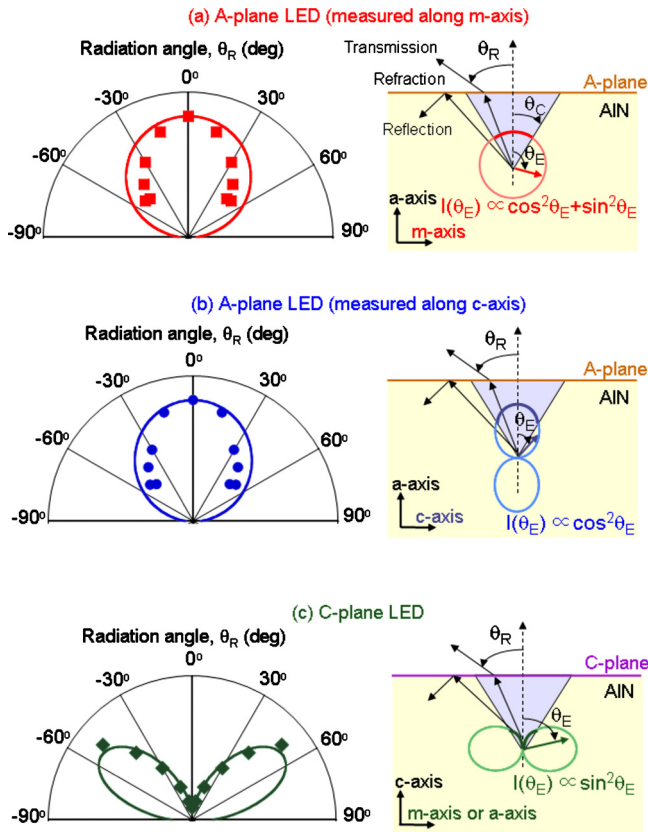 (a) A-plane LED (measured along m-axis)
Radiation angle, θR (deg)
0º
-30º
30º
-60º
60º
-90º
90º
Transmission
θR
Refraction
A-plane
θC
AlN
Reflection
θE
a-axis
I(θE) ∝cos²θE+sin²θE
m-axis
(b) A-plane LED (measured along c-axis)
Radiation angle, θR (deg)
0º
-30º
30º
-60º
60º
-90º
90º
θR
A-plane
AlN
θE
a-axis
c-axis
I(θE) ∝cos²θE
(c) C-plane LED
Radiation angle, θR (deg)
0º
-30º
30º
-60º
60º
-90º
90º
θR
C-plane
AlN
θE
c-axis
I(θE) ∝sin²θE
m-axis or a-axis